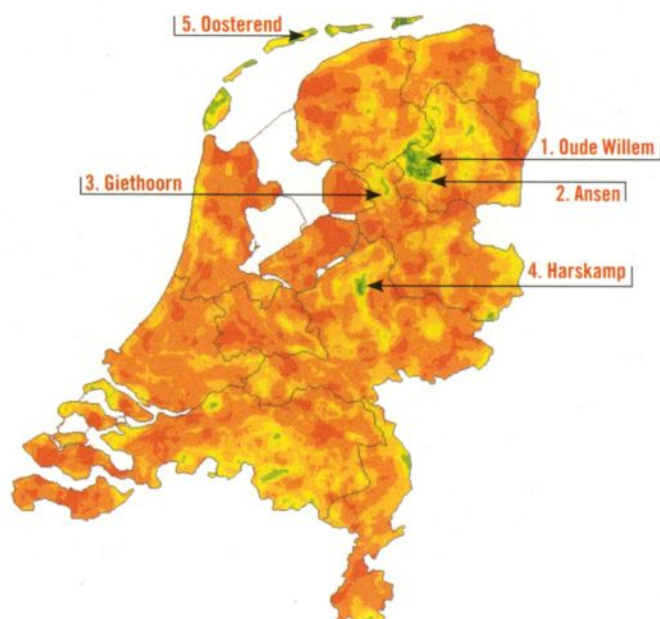 5. Oosterend
1. Oude Willem
3. Giethoorn
2. Ansen
4. Harskamp